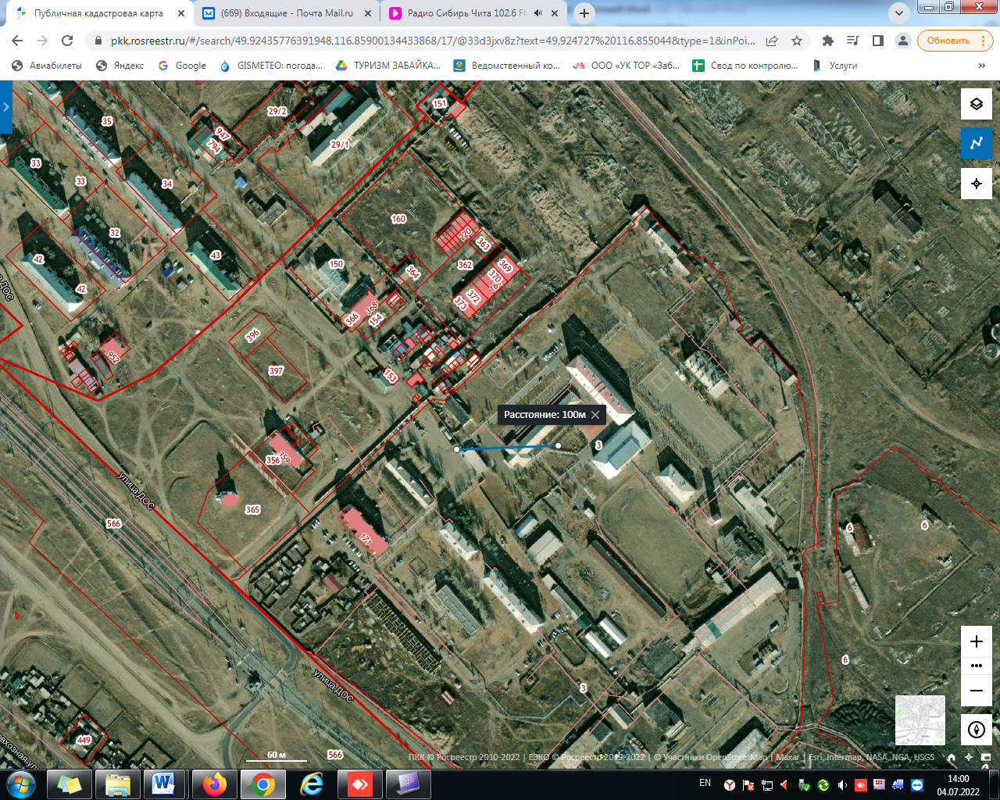 Публичная кадастровая карта
(669) Входящие - Почта Mail.ru
Радио Сибирь Чита 102.6 FM
pkk.rosreestr.ru/#/search/49.92435776391948,116.85900134433868/17/@33d3jxv8z?text=49.924727%20116.855044&type=1&inPoi...
Обновить
Авиабилеты
Яндекс
Google
GISMETEO: погода...
ТУРИЗМ ЗАБАЙКА...
Ведомственный ко...
ООО «УК ТОР «Заб...
Свод по контролю...
Услуги
»
151
29/2
35
947
794
29/1
33
33
34
160
32
220
363
42
43
150
362
369
364
370
42
372
373
368
366
154
396
952
397
153
Расстояние: 100м
3
356
359
улица ДОС
365
566
171
6
6
6
улица ДОС
3
449
566
60 м
ПКК © Росреестр 2010-2022 | ЕЭКО © Росреестр 2019-2022 | © Участники OpenStreetMap | Maxar | Esri, Intermap, NASA, NGA, USGS
EN
14:00
04.07.2022